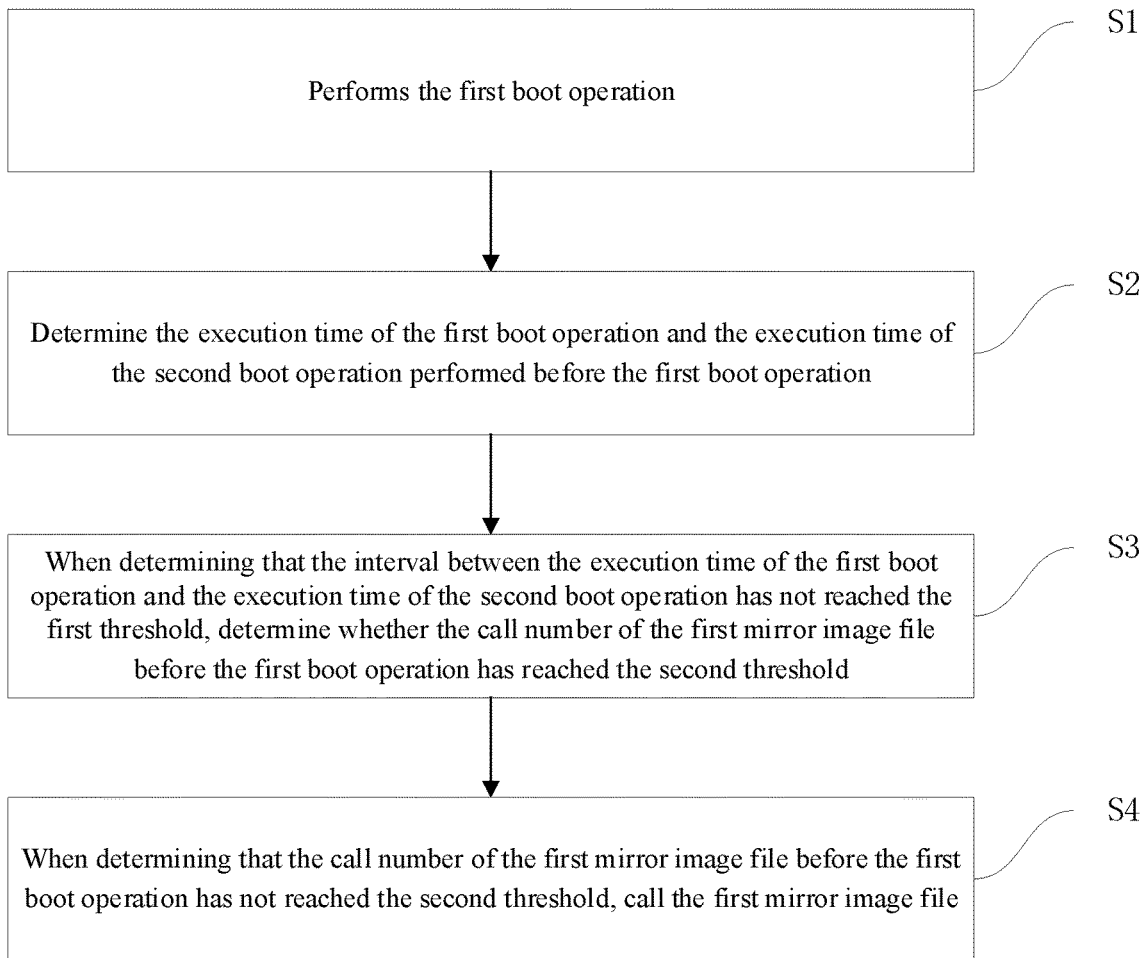 Performs the first boot operation
S1
Determine the execution time of the first boot operation and the execution time of
the second boot operation performed before the first boot operation
S2
When determining that the interval between the execution time of the first boot
operation and the execution time of the second boot operation has not reached the
first threshold, determine whether the call number of the first mirror image file
before the first boot operation has reached the second threshold
S3
When determining that the call number of the first mirror image file before the first
boot operation has not reached the second threshold, call the first mirror image file
S4